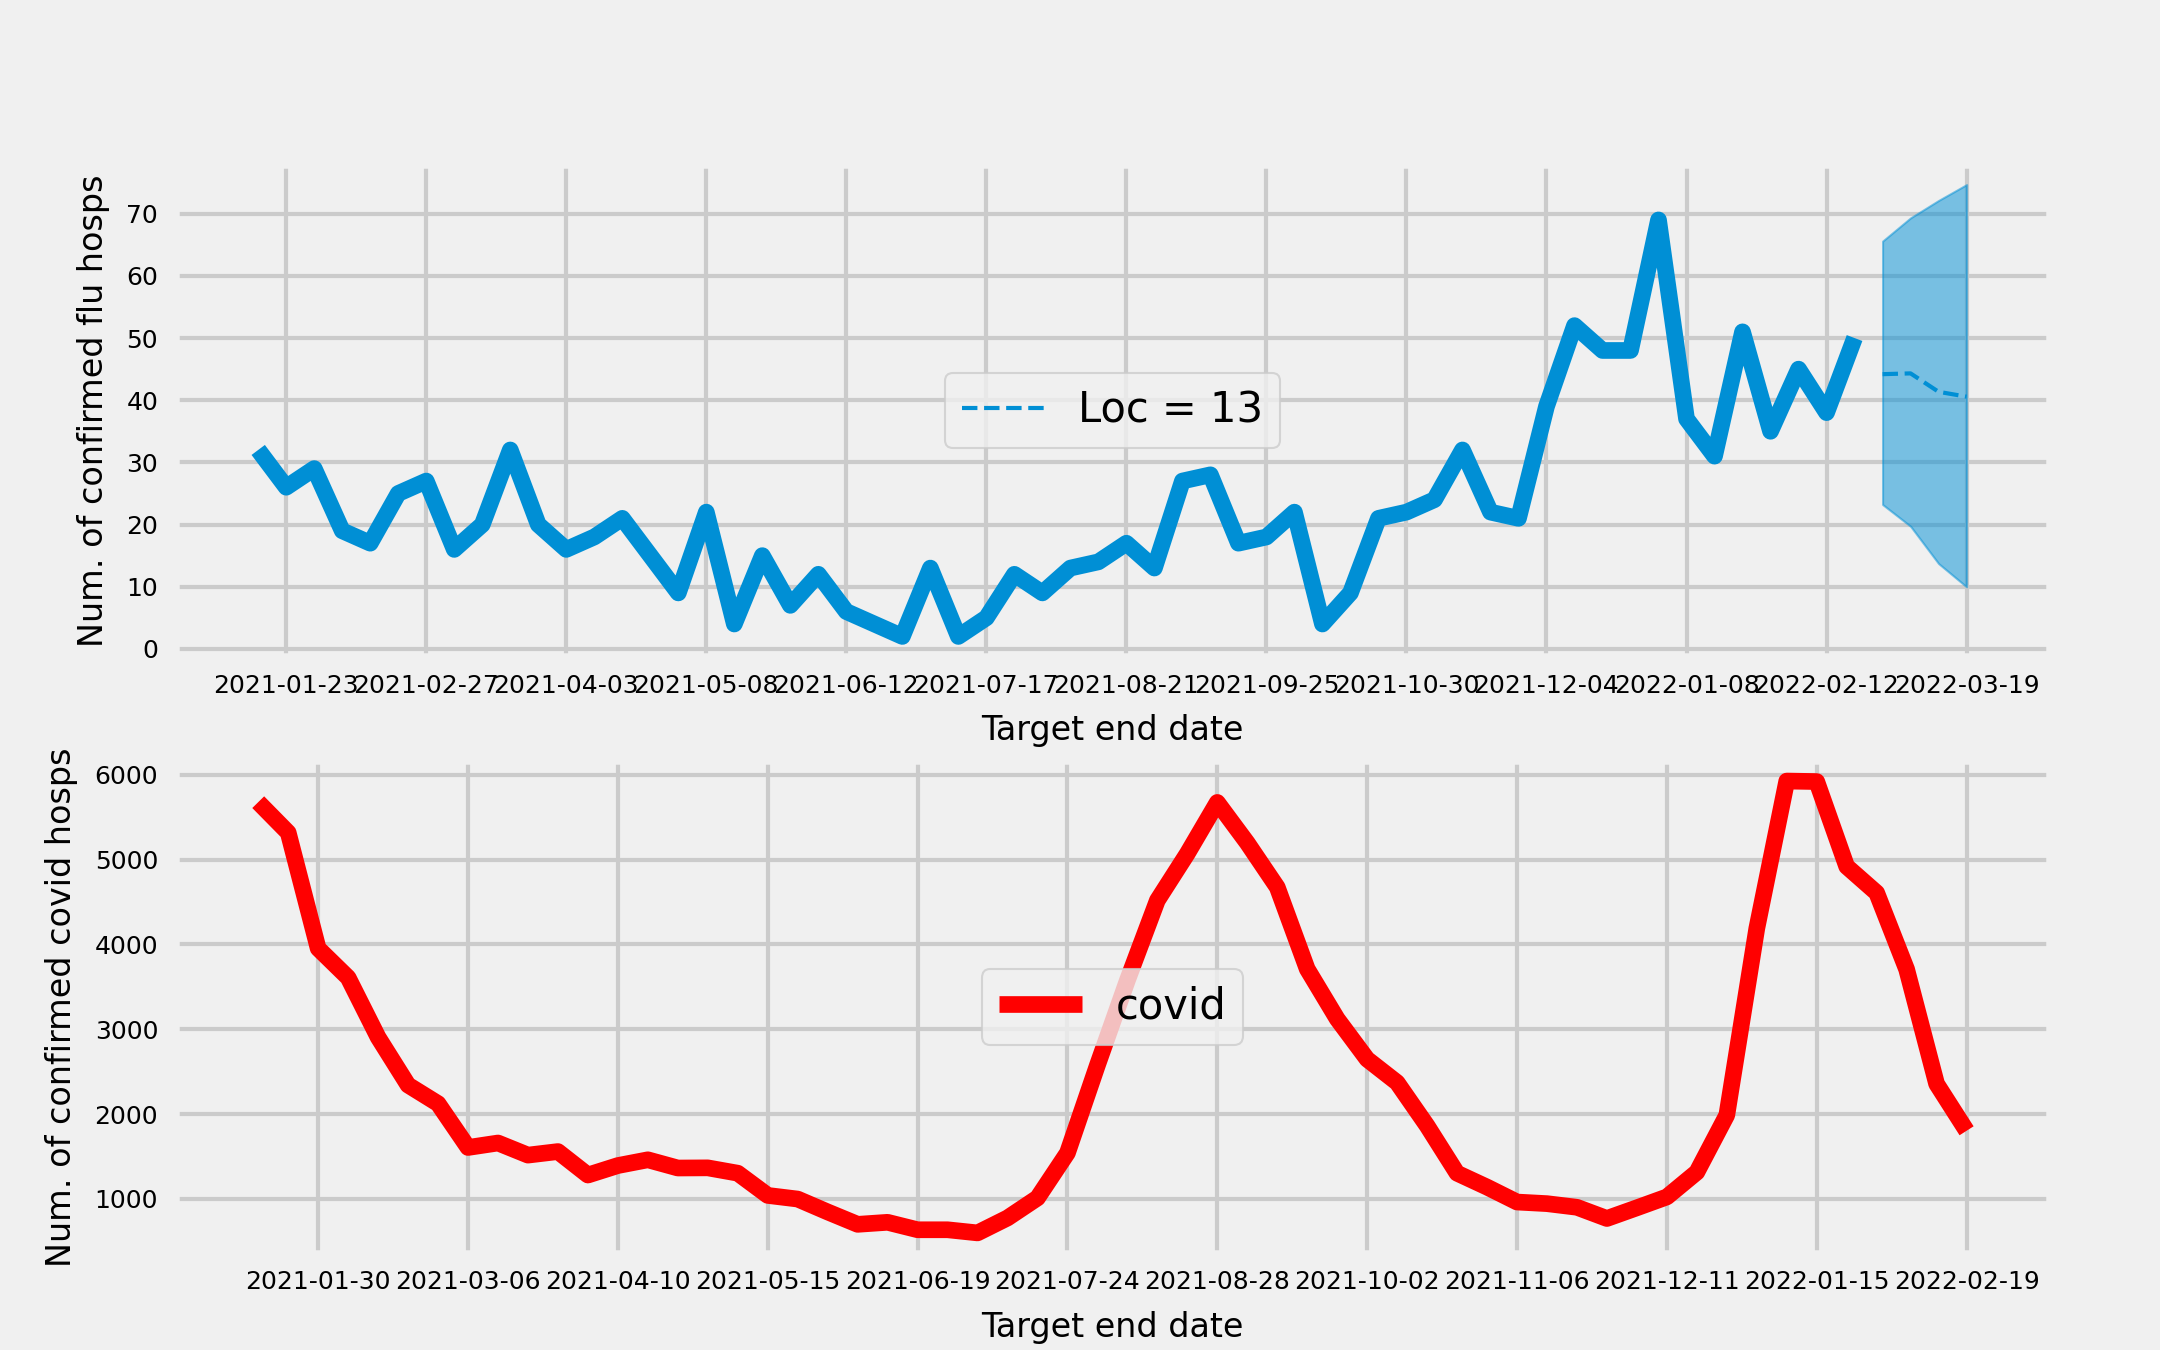 Num. of confirmed flu hosps
70
60
50
40
30
20
10
0
Loc = 13
2021-01-23 2021-02-27 2021-04-03 2021-05-08 2021-06-12 2021-07-17 2021-08-21 2021-09-25 2021-10-30 2021-12-04 2022-01-08 2022-02-12 2022-03-19
Target end date
Num. of confirmed covid hosps
6000
5000
4000
3000
2000
1000
covid
2021-01-30 2021-03-06 2021-04-10 2021-05-15 2021-06-19 2021-07-24 2021-08-28 2021-10-02 2021-11-06 2021-12-11 2022-01-15 2022-02-19
Target end date